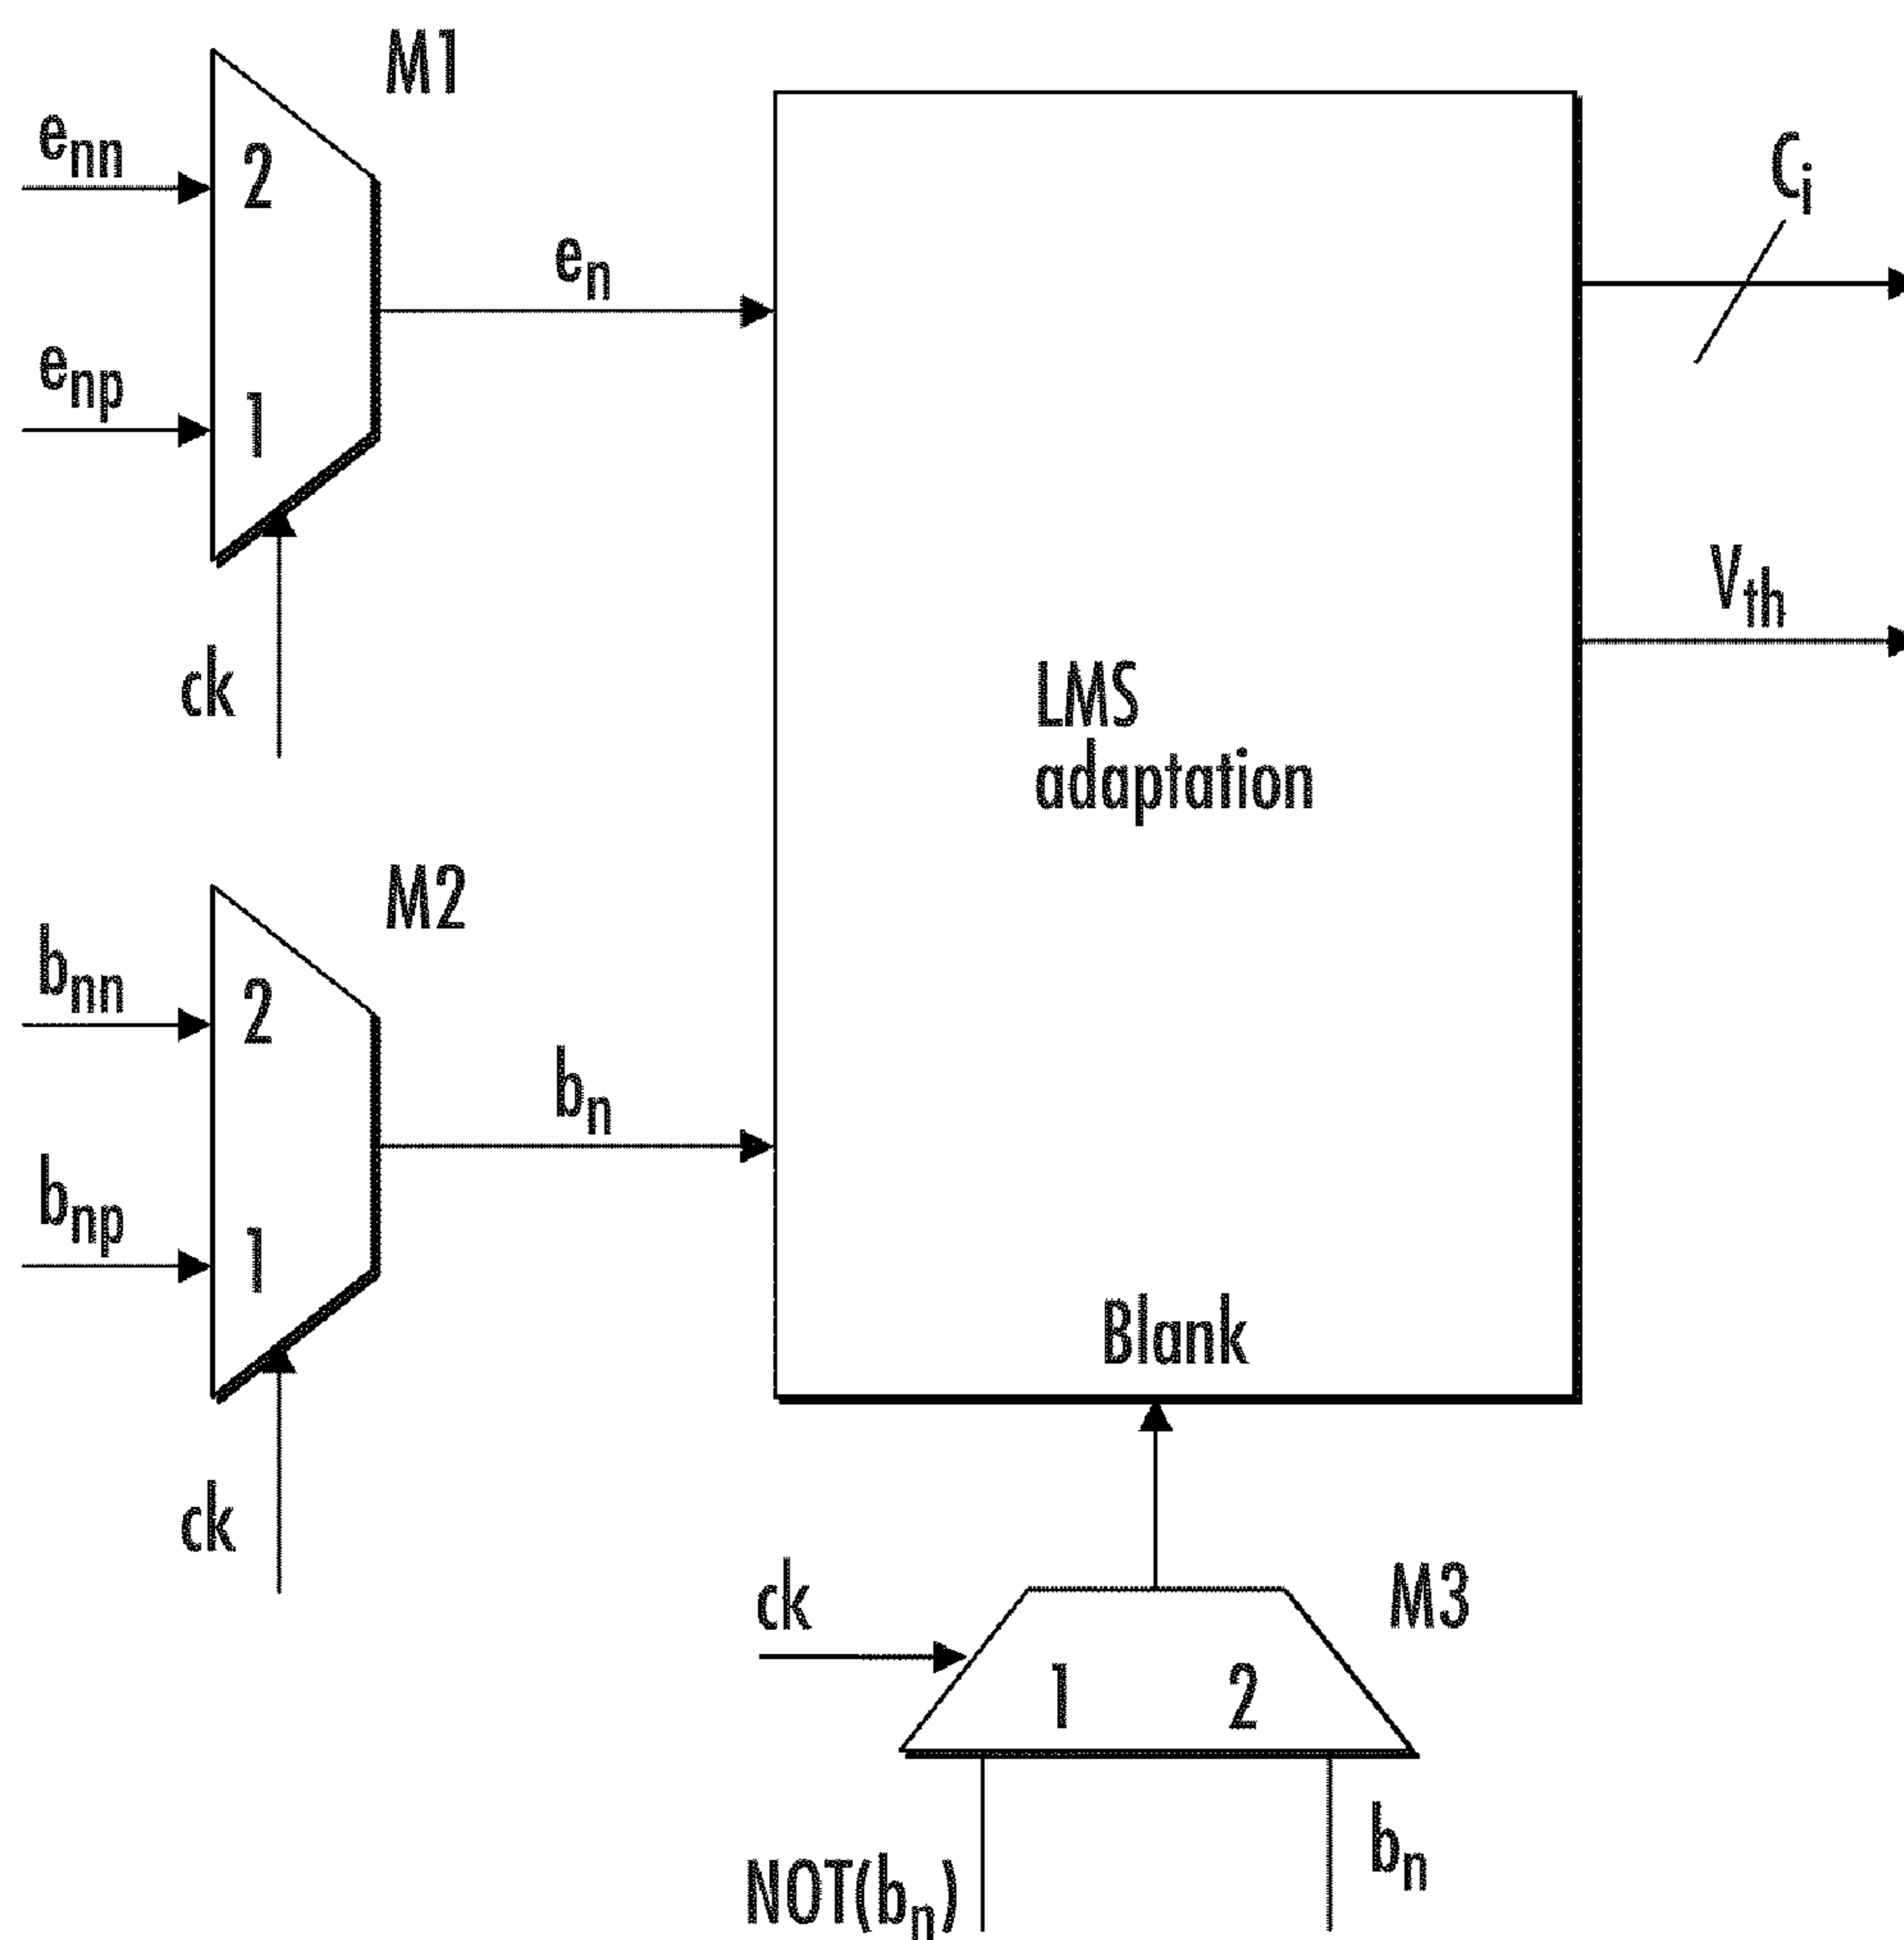 M1
e_nn
2
e_np
1
ck
e_n
C_i
V_th
LMS
adaptation
M2
b_nn
2
b_np
1
ck
b_n
Blank
M3
ck
1 2
NOT(b_n)
b_n